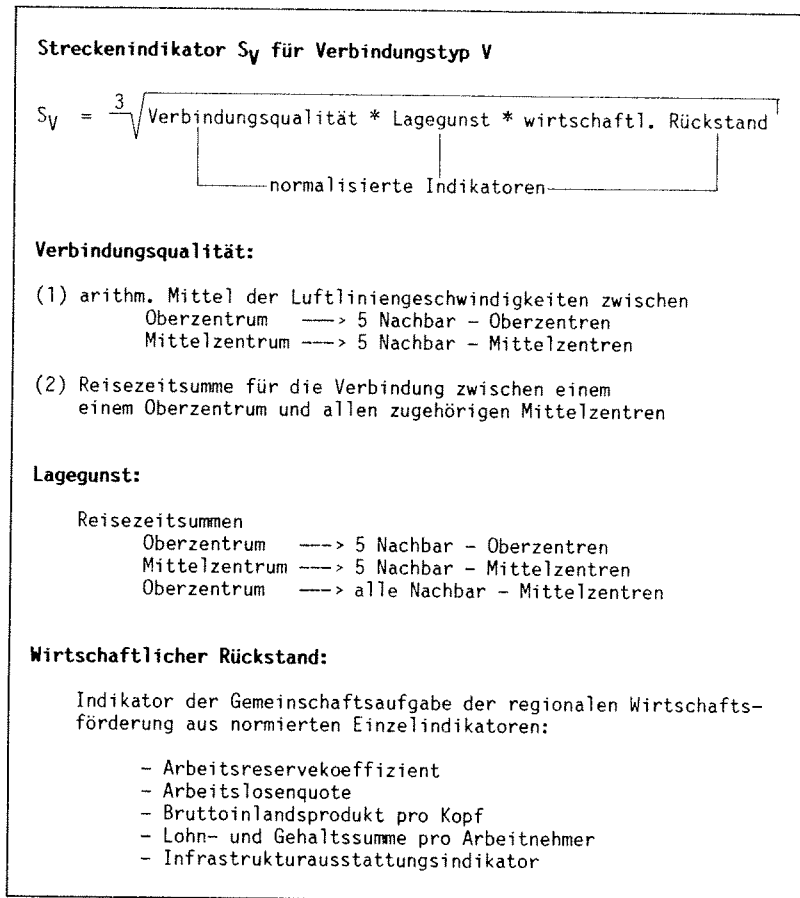 Streckenindikator SV für Verbindungstyp V
SV = 3√Verbindungsqualität * Lagegunst * wirtschaftl. Rückstand
normalisierte Indikatoren
Verbindungsqualität:
(1) arithm. Mittel der Luftliniengeschwindigkeiten zwischen
Oberzentrum ---> 5 Nachbar - Oberzentren
Mittelzentrum ---> 5 Nachbar - Mittelzentren
(2) Reisezeitsumme für die Verbindung zwischen einem
einem Oberzentrum und allen zugehörigen Mittelzentren
Lagegunst:
Reisezeitsummen
Oberzentrum ---> 5 Nachbar - Oberzentren
Mittelzentrum ---> 5 Nachbar - Mittelzentren
Oberzentrum ---> alle Nachbar - Mittelzentren
Wirtschaftlicher Rückstand:
Indikator der Gemeinschaftsaufgabe der regionalen Wirtschafts-
förderung aus normierten Einzelindikatoren:
- Arbeitsreservekoeffizient
- Arbeitslosenquote
- Bruttoinlandsprodukt pro Kopf
- Lohn- und Gehaltssumme pro Arbeitnehmer
- Infrastrukturausstattungsindikator